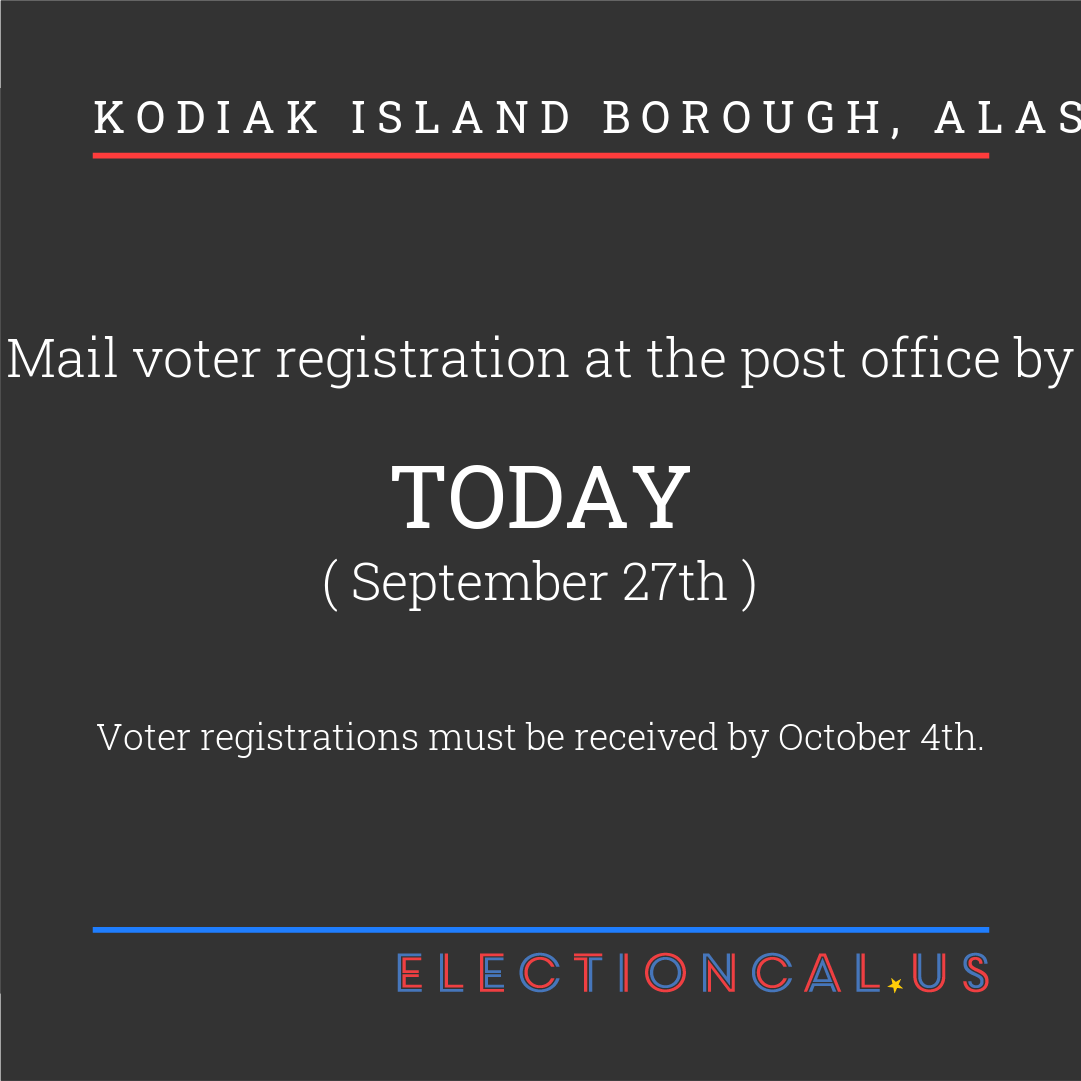 KODIAK ISLAND BOROUGH, ALAS
Mail voter registration at the post office by
TODAY
( September 27th )
Voter registrations must be received by October 4th.
ELECTIONCAL.US